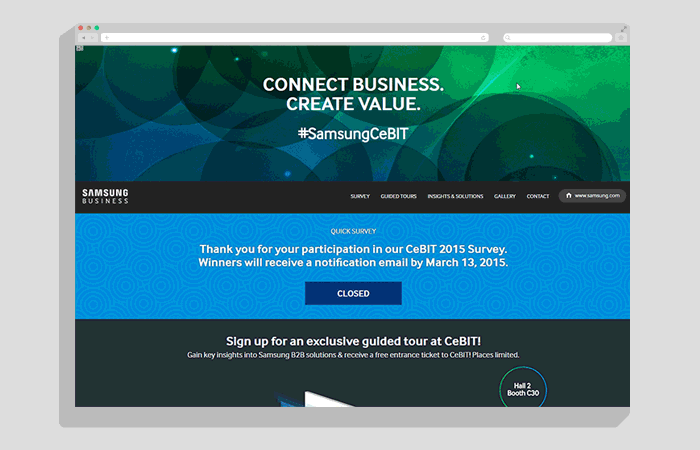 CONNECT BUSINESS.
CREATE VALUE.
#SamsungCeBIT
SAMSUNG
BUSINESS
SURVEY GUIDED TOURS INSIGHTS & SOLUTIONS GALLERY CONTACT www.samsung.com
QUICK SURVEY
Thank you for your participation in our CeBIT 2015 Survey.
Winners will receive a notification email by March 13, 2015.
CLOSED
Sign up for an exclusive guided tour at CeBIT!
Gain key insights into Samsung B2B solutions & receive a free entrance ticket to CeBIT! Places limited.
Hall 2
Booth C30